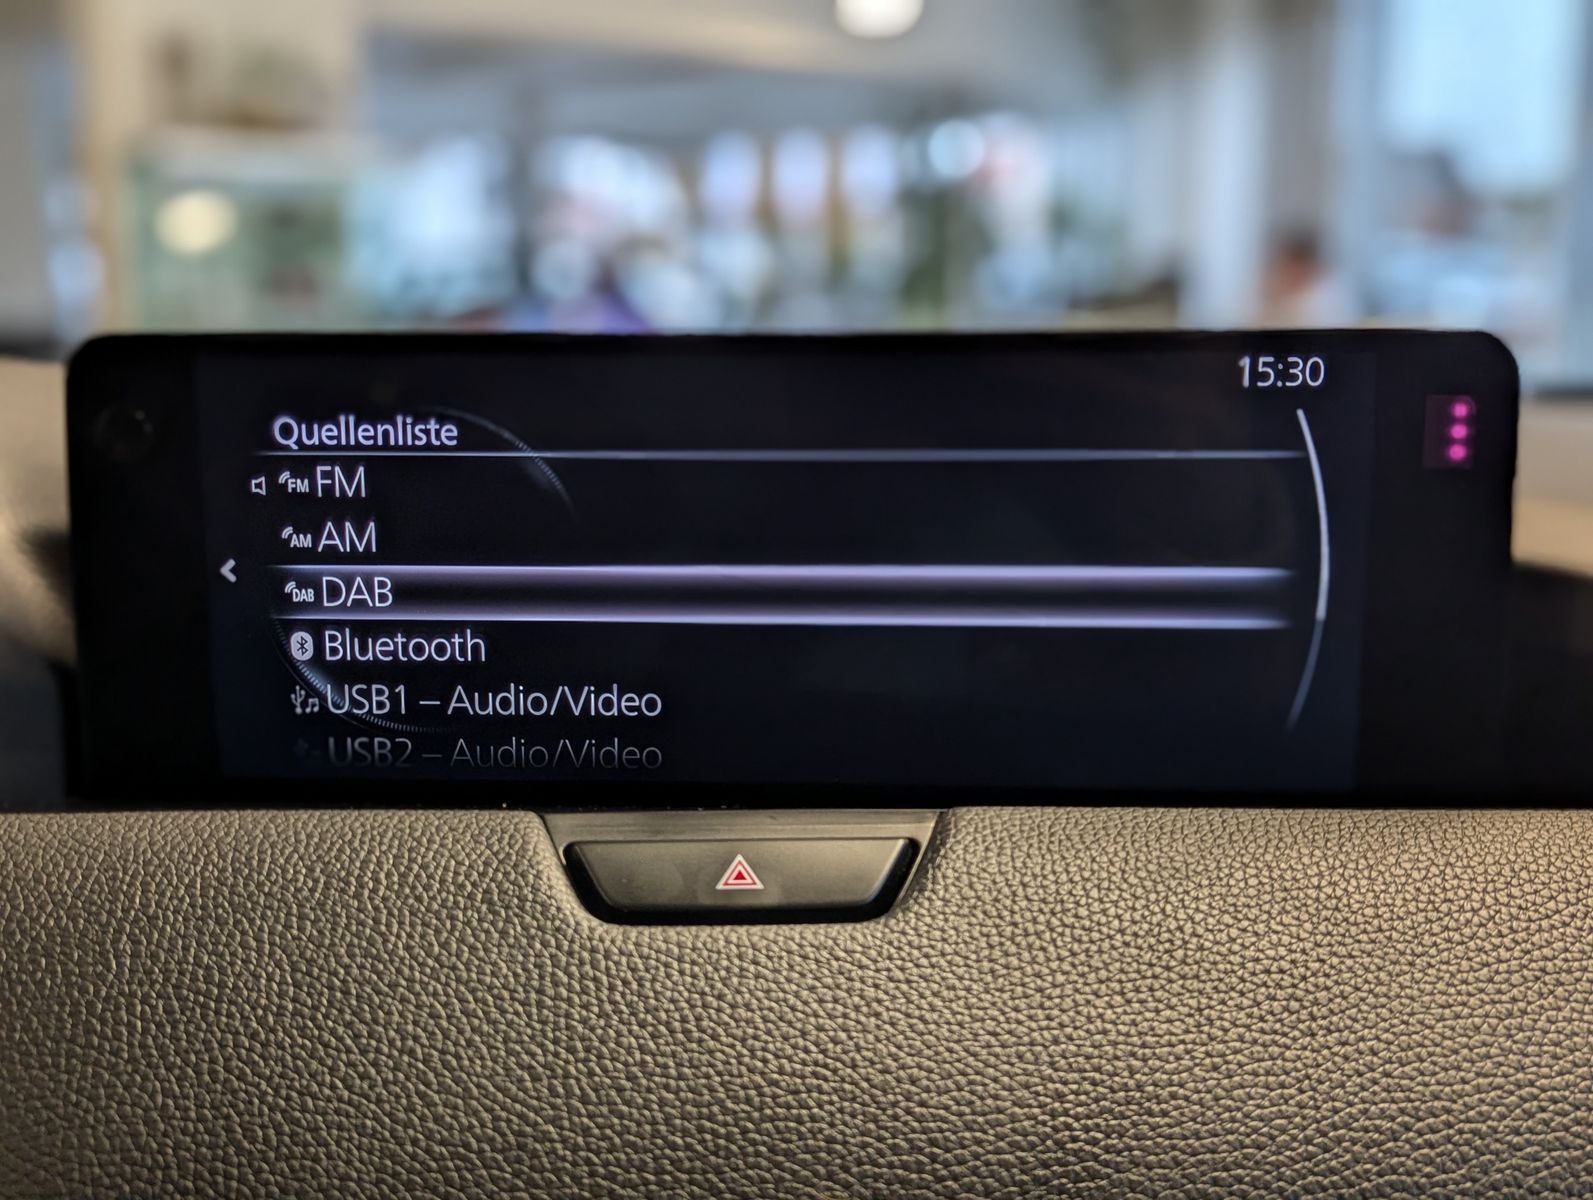 15:30
Quellenliste
FM FM
AM AM
DAB DAB
Bluetooth
USB1 – Audio/Video
USB2 – Audio/Video